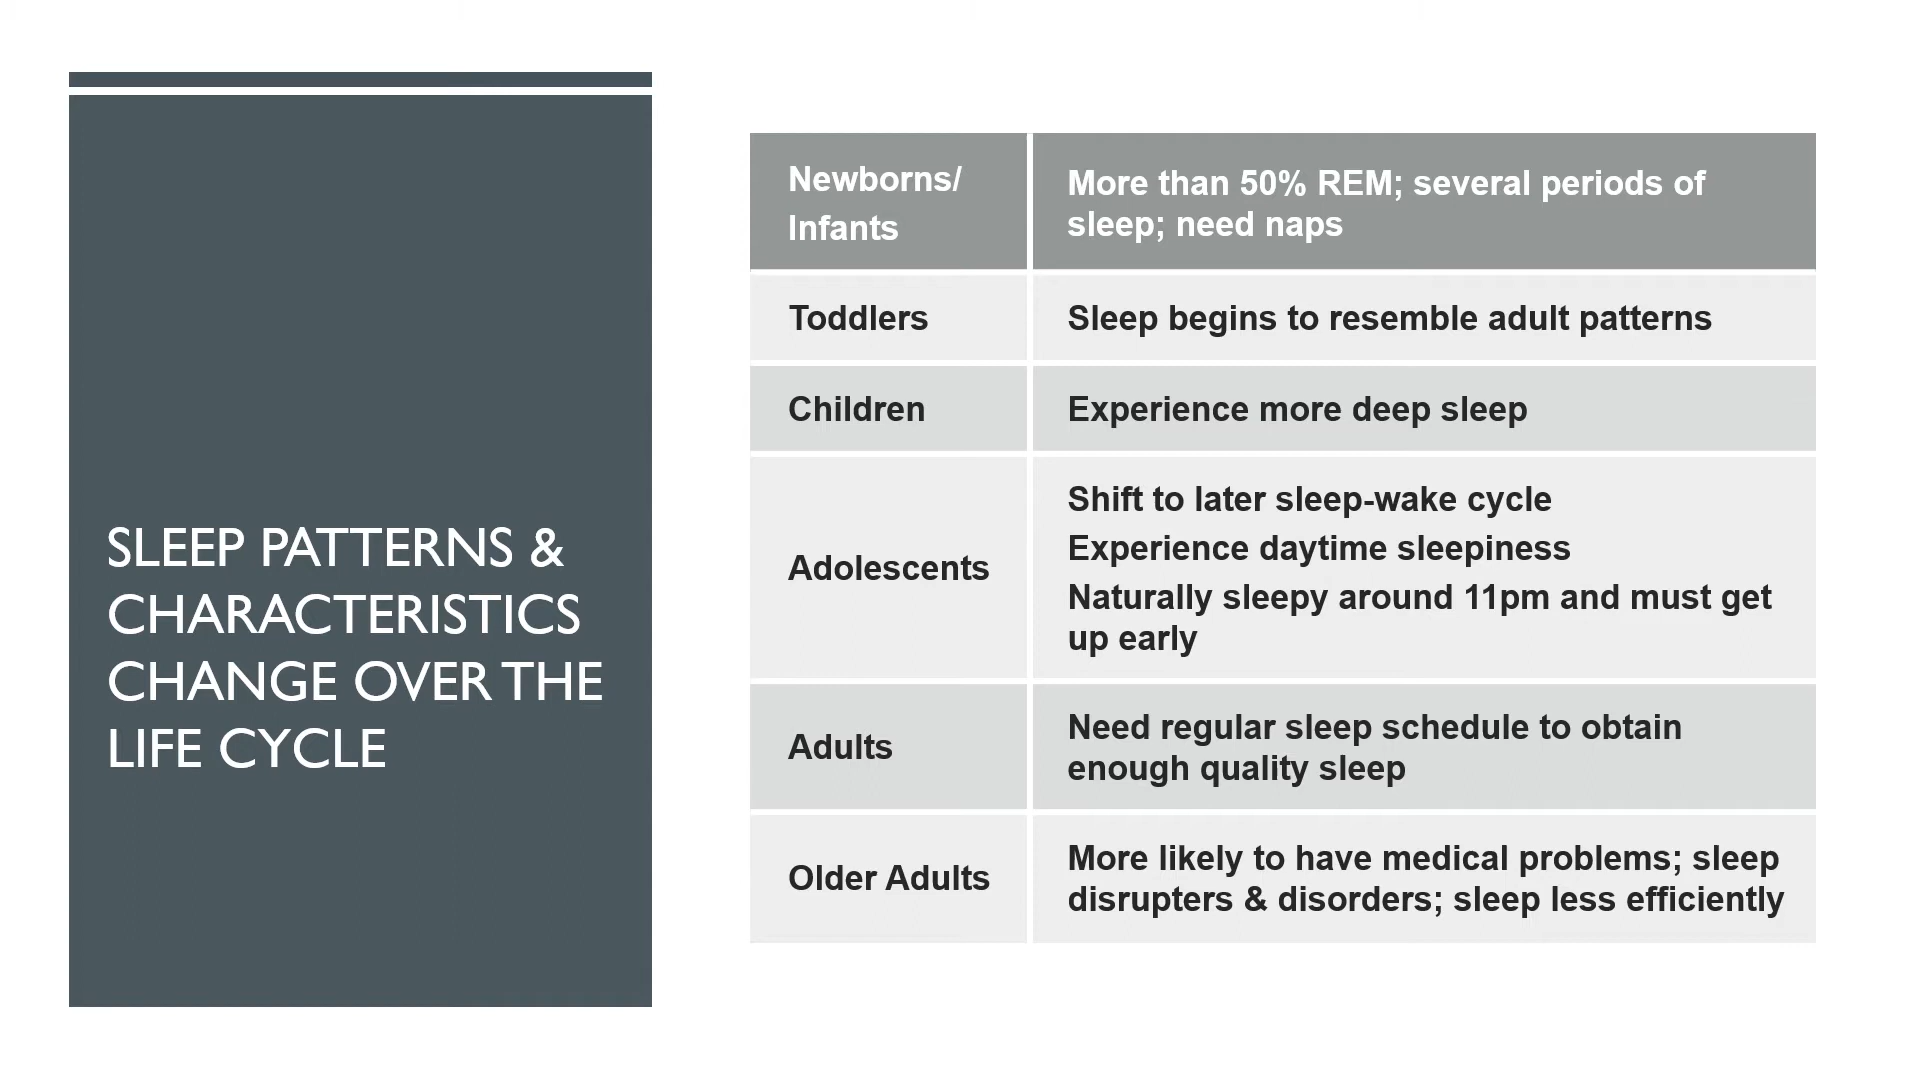 SLEEP PATTERNS &
CHARACTERISTICS
CHANGE OVER THE
LIFE CYCLE
Newborns/
Infants
More than 50% REM; several periods of
sleep; need naps
Toddlers
Sleep begins to resemble adult patterns
Children
Experience more deep sleep
Adolescents
Shift to later sleep-wake cycle
Experience daytime sleepiness
Naturally sleepy around 11pm and must get
up early
Adults
Need regular sleep schedule to obtain
enough quality sleep
Older Adults
More likely to have medical problems; sleep
disrupters & disorders; sleep less efficiently